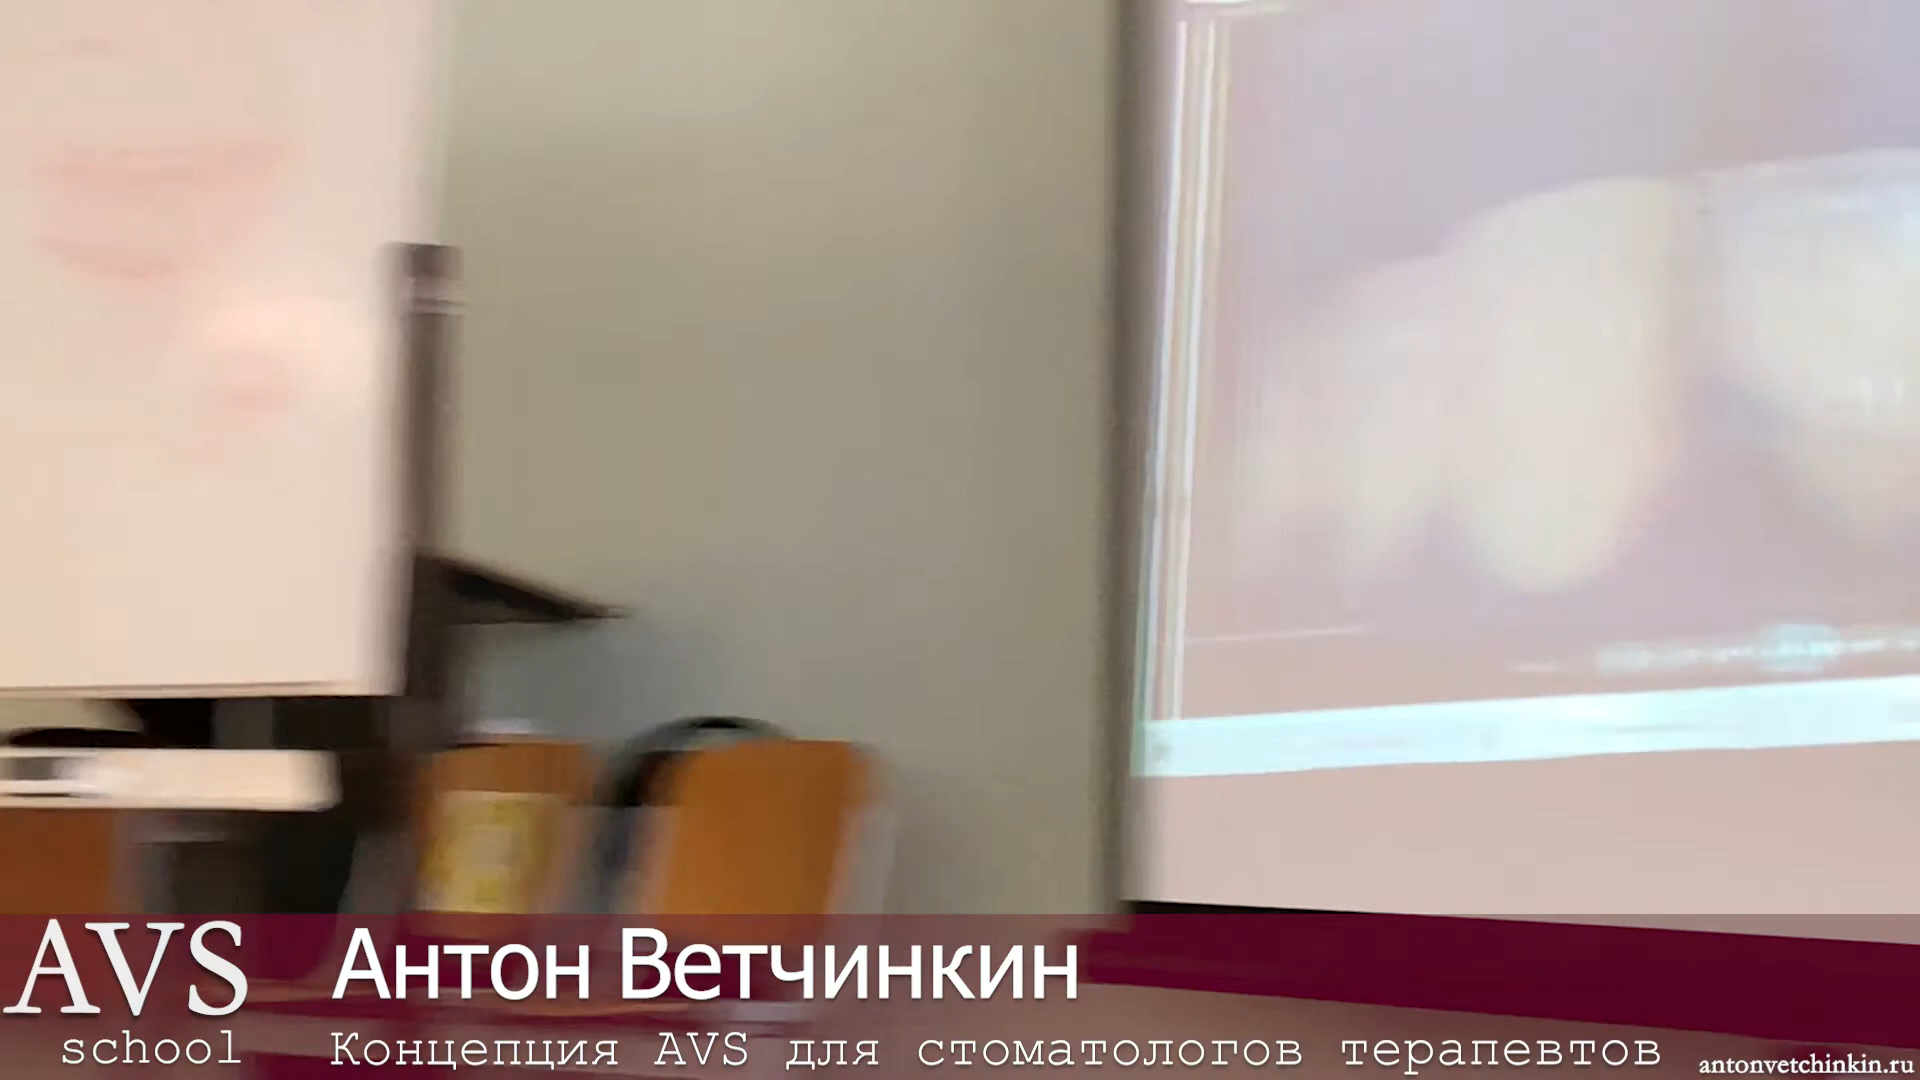 AVS
school
Антон Ветчинкин
Концепция AVS для стоматологов терапевтов
antonvetchinkin.ru